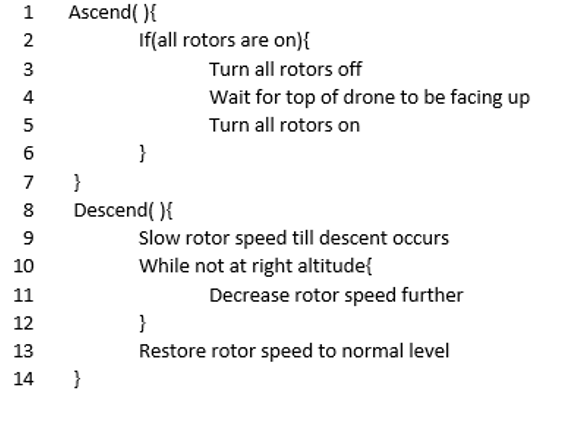 1 Ascend( ){
2 If(all rotors are on){
3 Turn all rotors off
4 Wait for top of drone to be facing up
5 Turn all rotors on
6 }
7 }
8 Descend( ){
9 Slow rotor speed till descent occurs
10 While not at right altitude{
11 Decrease rotor speed further
12 }
13 Restore rotor speed to normal level
14 }